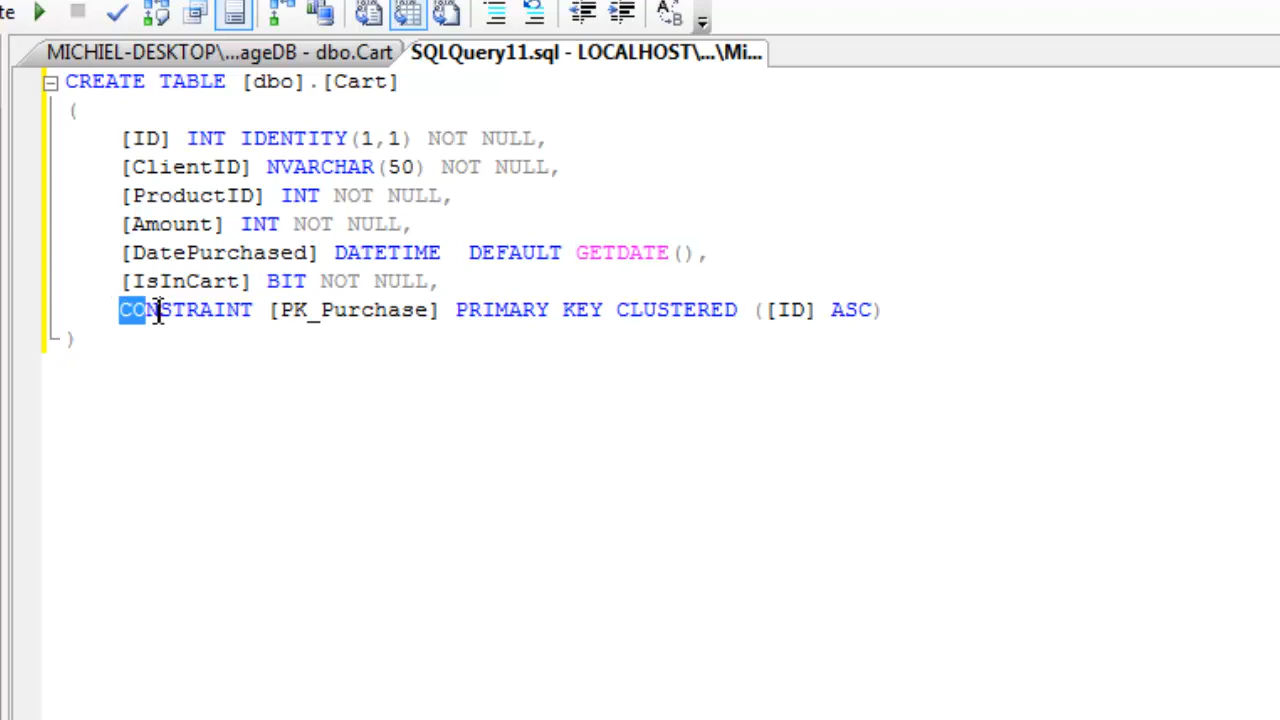 te
MICHIEL-DESKTOP\...ageDB - dbo.Cart
SQLQuery11.sql - LOCALHOST\...\Mi...
CREATE TABLE [dbo].[Cart]
(
[ID] INT IDENTITY(1,1) NOT NULL,
[ClientID] NVARCHAR(50) NOT NULL,
[ProductID] INT NOT NULL,
[Amount] INT NOT NULL,
[DatePurchased] DATETIME  DEFAULT GETDATE(),
[IsInCart] BIT NOT NULL,
CONSTRAINT [PK_Purchase] PRIMARY KEY CLUSTERED ([ID] ASC)
)